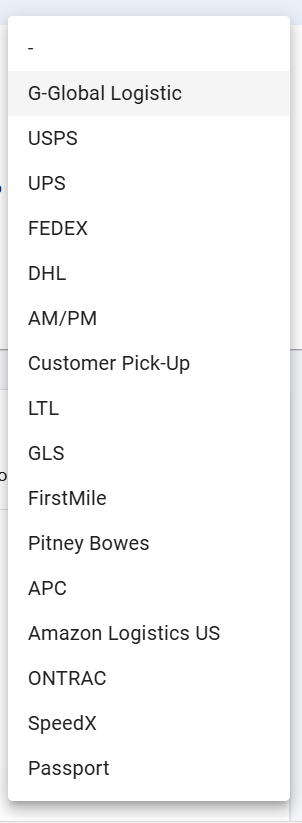 -
G-Global Logistic
USPS
UPS
FEDEX
DHL
AM/PM
Customer Pick-Up
LTL
GLS
FirstMile
Pitney Bowes
APC
Amazon Logistics US
ONTRAC
SpeedX
Passport